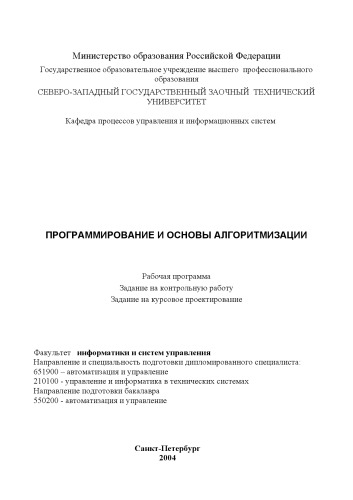 Министерство образования Российской Федерации
Государственное образовательное учреждение высшего профессионального
образования
СЕВЕРО-ЗАПАДНЫЙ ГОСУДАРСТВЕННЫЙ ЗАОЧНЫЙ ТЕХНИЧЕСКИЙ
УНИВЕРСИТЕТ
Кафедра процессов управления и информационных систем
ПРОГРАММИРОВАНИЕ И ОСНОВЫ АЛГОРИТМИЗАЦИИ
Рабочая программа
Задание на контрольную работу
Задание на курсовое проектирование
Факультет информатики и систем управления
Направление и специальность подготовки дипломированного специалиста:
651900 – автоматизация и управление
210100 - управление и информатика в технических системах
Направление подготовки бакалавра
550200 - автоматизация и управление
Санкт-Петербург
2004